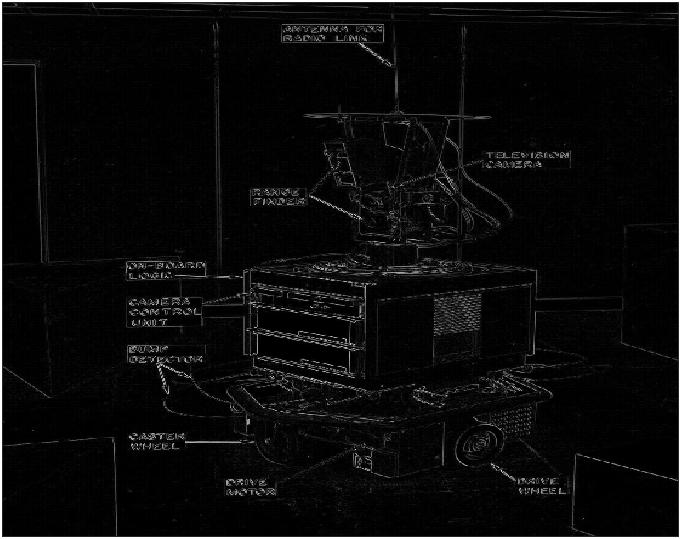 ANTENNA FOR
RADIO LINK
TELEVISION
CAMERA
RANGE
FINDER
ON-BOARD
LOGIC
CAMERA
CONTROL
UNIT
BUMP
DETECTOR
CASTER
WHEEL
DRIVE
MOTOR
DRIVE
WHEEL